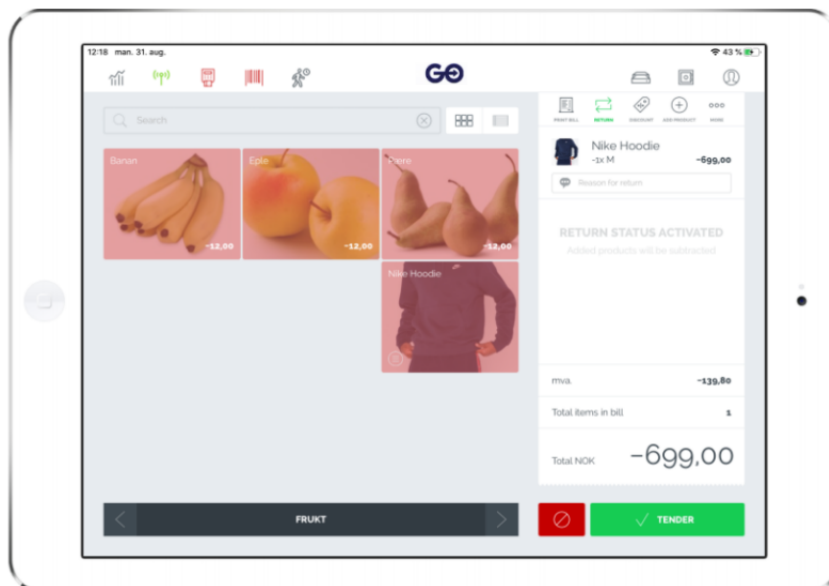 12:18 man. 31. aug.
43 %
GO
Search
PRINT BILL
RETURN
DISCOUNT
ADD PRODUCT
MORE
Nike Hoodie
-1x M
-699,00
Reason for return
Banan
-12,00
Eple
-12,00
Pære
-12,00
Nike Hoodie
RETURN STATUS ACTIVATED
Added products will be subtracted
mva.
-139,80
Total items in bill
1
Total NOK
-699,00
FRUKT
TENDER